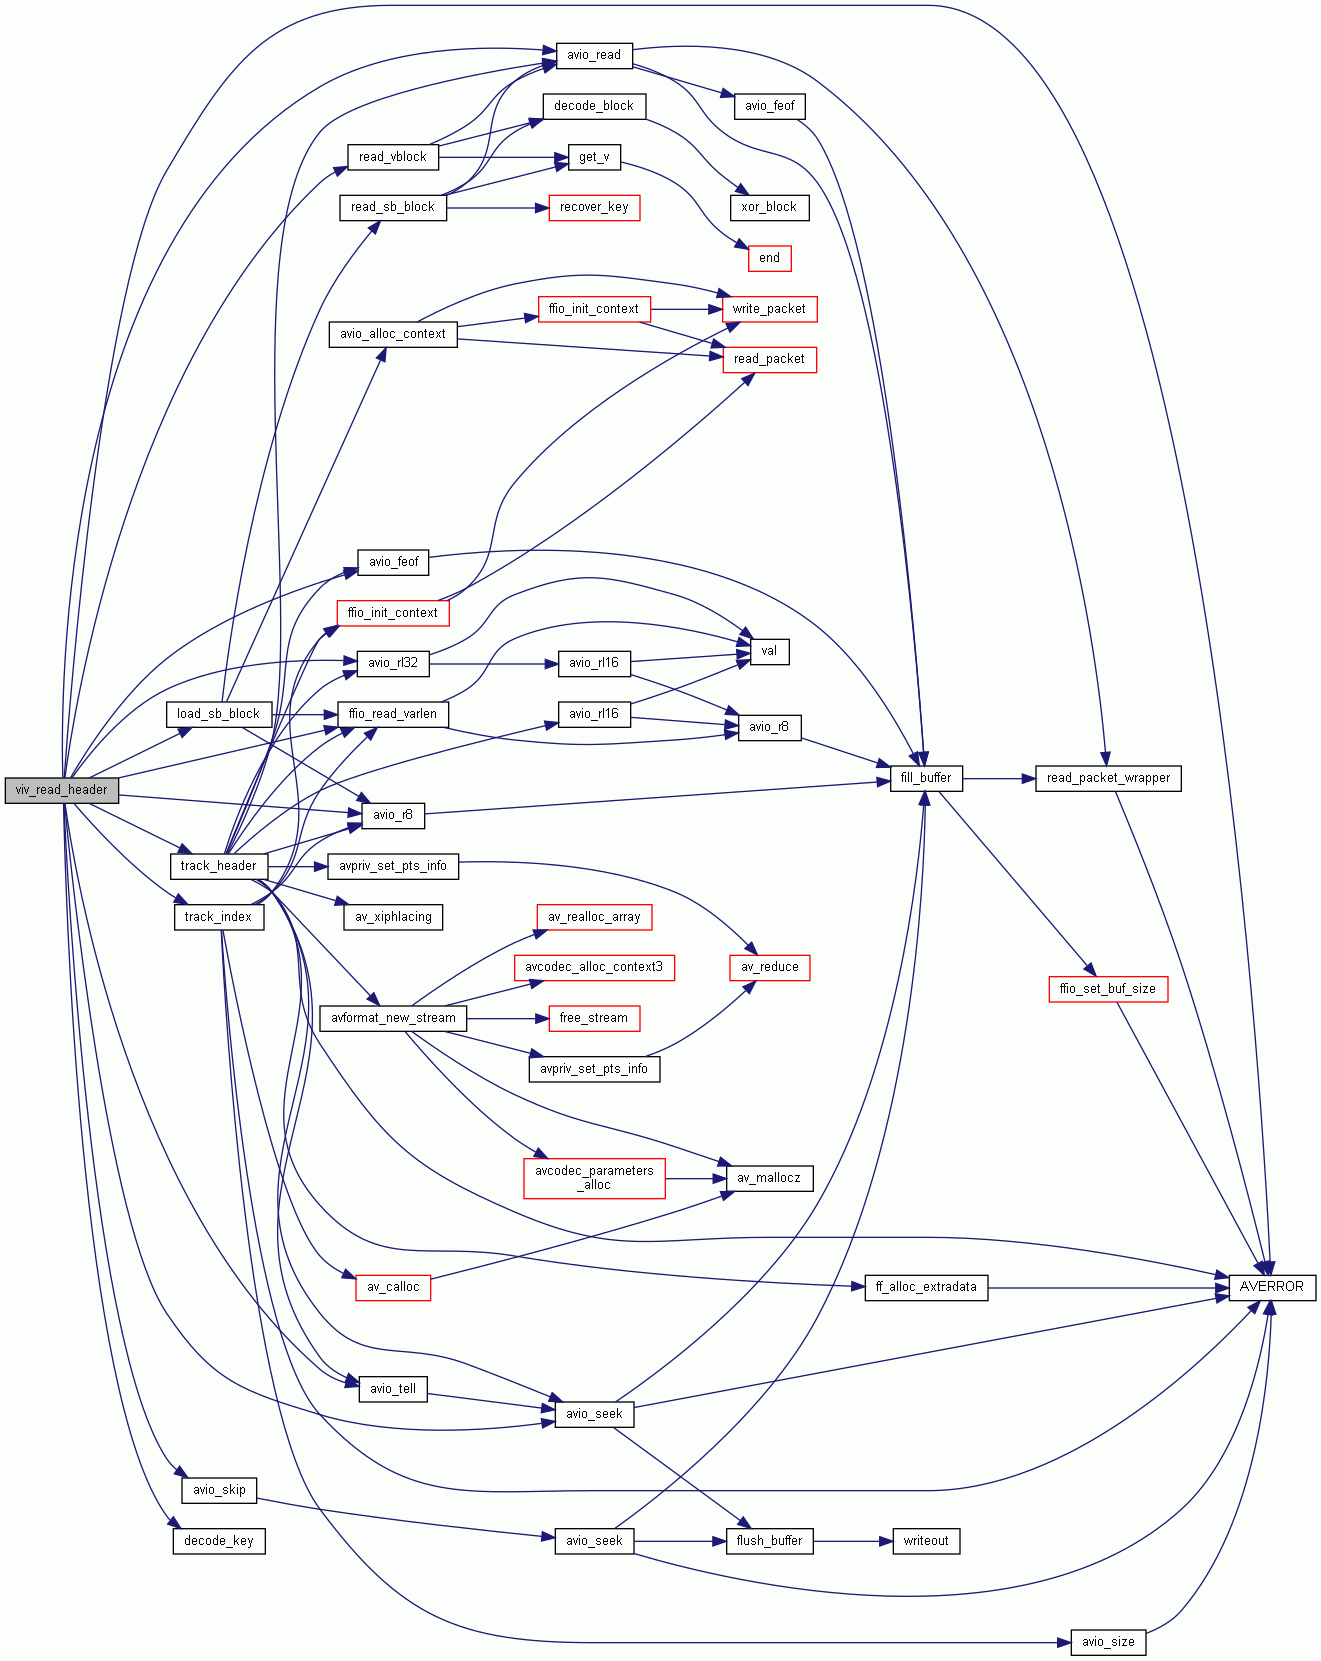 avio_read
decode_block
avio_feof
read_vblock
get_v
read_sb_block
recover_key
xor_block
end
avio_alloc_context
ffio_init_context
write_packet
read_packet
avio_feof
ffio_init_context
avio_rl32
avio_rl16
val
load_sb_block
ffio_read_varlen
avio_rl16
avio_r8
viv_read_header
avio_r8
fill_buffer
read_packet_wrapper
track_header
avpriv_set_pts_info
track_index
av_xiphlacing
av_realloc_array
avcodec_alloc_context3
av_reduce
ffio_set_buf_size
avformat_new_stream
free_stream
avpriv_set_pts_info
avcodec_parameters
_alloc
av_mallocz
av_calloc
ff_alloc_extradata
AVERROR
avio_tell
avio_seek
avio_skip
decode_key
avio_seek
flush_buffer
writeout
avio_size